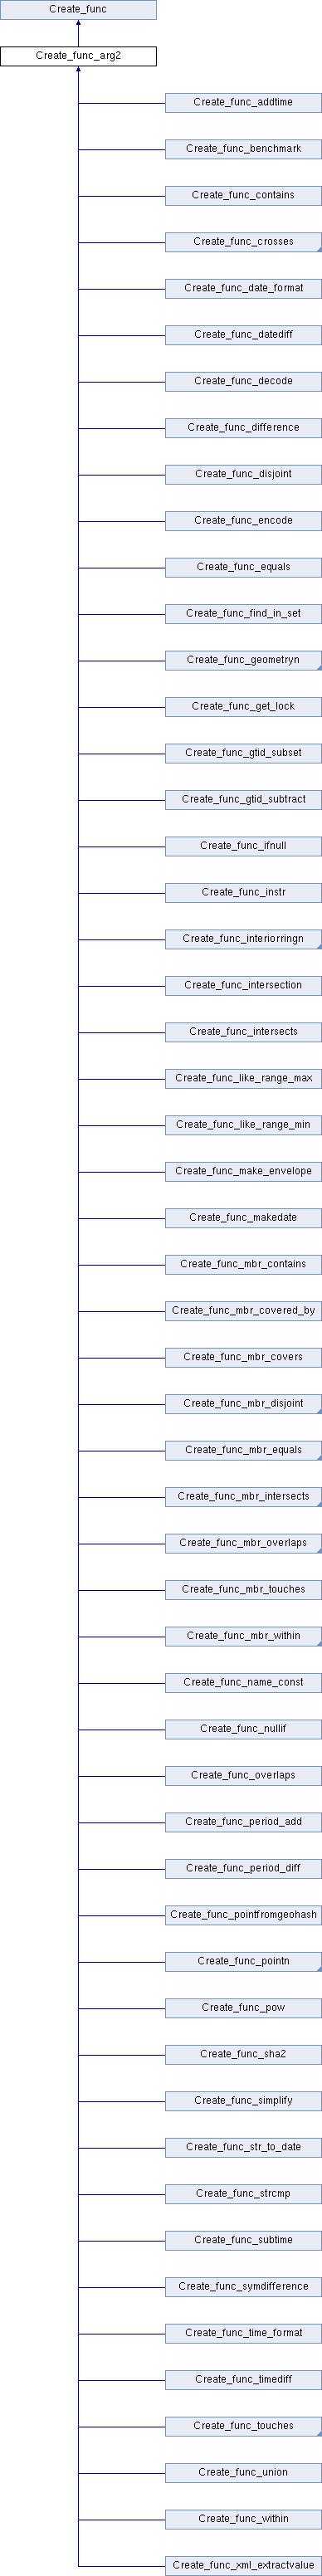 Create_func
Create_func_arg2
Create_func_addtime
Create_func_benchmark
Create_func_contains
Create_func_crosses
Create_func_date_format
Create_func_datediff
Create_func_decode
Create_func_difference
Create_func_disjoint
Create_func_encode
Create_func_equals
Create_func_find_in_set
Create_func_geometryn
Create_func_get_lock
Create_func_gtid_subset
Create_func_gtid_subtract
Create_func_ifnull
Create_func_instr
Create_func_interiorringn
Create_func_intersection
Create_func_intersects
Create_func_like_range_max
Create_func_like_range_min
Create_func_make_envelope
Create_func_makedate
Create_func_mbr_contains
Create_func_mbr_covered_by
Create_func_mbr_covers
Create_func_mbr_disjoint
Create_func_mbr_equals
Create_func_mbr_intersects
Create_func_mbr_overlaps
Create_func_mbr_touches
Create_func_mbr_within
Create_func_name_const
Create_func_nullif
Create_func_overlaps
Create_func_period_add
Create_func_period_diff
Create_func_pointfromgeohash
Create_func_pointn
Create_func_pow
Create_func_sha2
Create_func_simplify
Create_func_str_to_date
Create_func_strcmp
Create_func_subtime
Create_func_symdifference
Create_func_time_format
Create_func_timediff
Create_func_touches
Create_func_union
Create_func_within
Create_func_xml_extractvalue